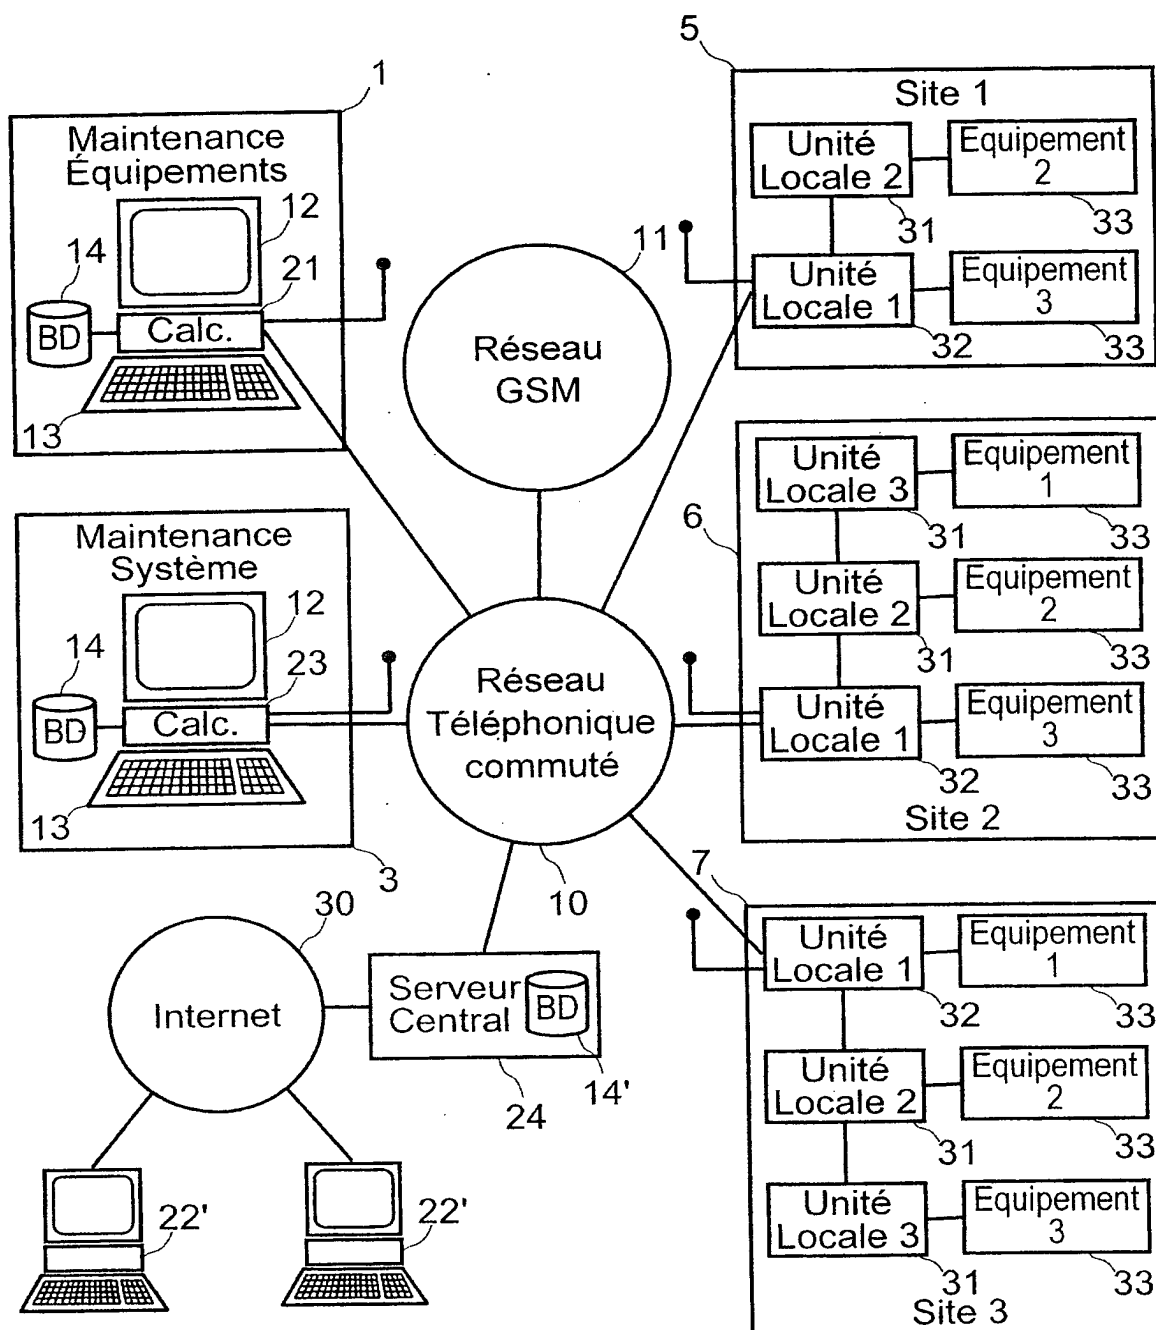 1
Maintenance
Équipements
12
14
21
BD
Calc.
13
Maintenance
Système
12
14
23
BD
Calc.
13
3
11
Réseau
GSM
Réseau
Téléphonique
commuté
10
30
Internet
Serveur
Central
BD
14'
24
22'
22'
5
Site 1
Unité
Locale 2
Equipement
2
31
33
Unité
Locale 1
Equipement
3
32
33
6
Unité
Locale 3
Equipement
1
31
33
Unité
Locale 2
Equipement
2
31
33
Unité
Locale 1
Equipement
3
32
33
Site 2
7
Unité
Locale 1
Equipement
1
32
33
Unité
Locale 2
Equipement
2
31
33
Unité
Locale 3
Equipement
3
31
33
Site 3